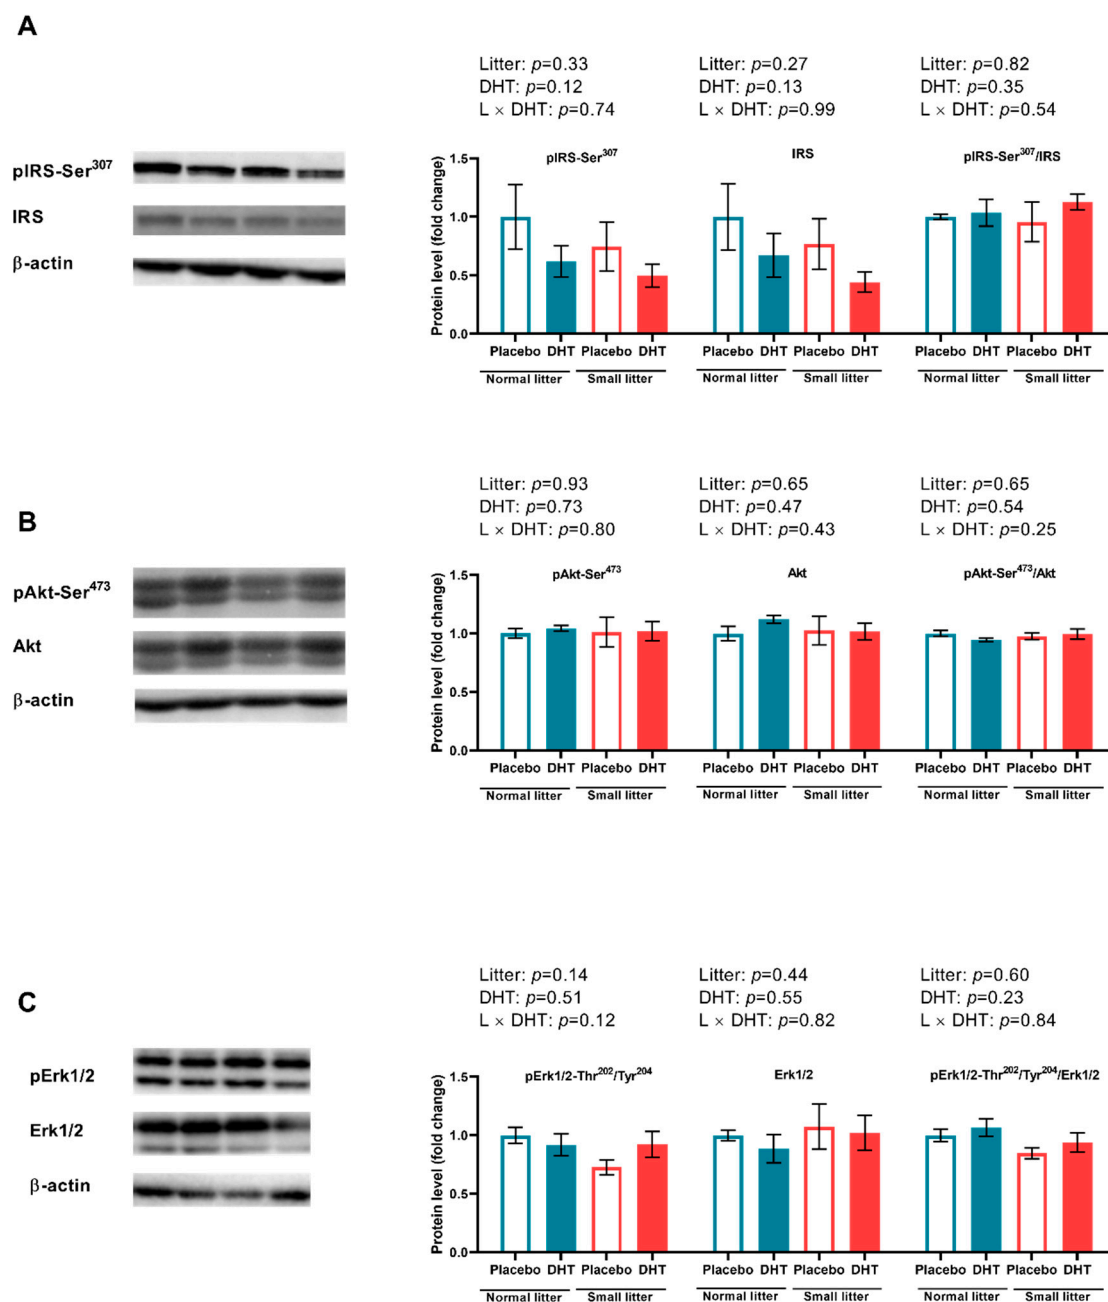 A
Litter: p=0.33
DHT: p=0.12
L × DHT: p=0.74
Litter: p=0.27
DHT: p=0.13
L × DHT: p=0.99
Litter: p=0.82
DHT: p=0.35
L × DHT: p=0.54
pIRS-Ser³⁰⁷
IRS
β-actin
Protein level (fold change)
1.5
1.0
0.5
0.0
pIRS-Ser³⁰⁷
IRS
pIRS-Ser³⁰⁷/IRS
Placebo DHT Placebo DHT
Normal litter Small litter
Placebo DHT Placebo DHT
Normal litter Small litter
Placebo DHT Placebo DHT
Normal litter Small litter
B
Litter: p=0.93
DHT: p=0.73
L × DHT: p=0.80
Litter: p=0.65
DHT: p=0.47
L × DHT: p=0.43
Litter: p=0.65
DHT: p=0.54
L × DHT: p=0.25
pAkt-Ser⁴⁷³
Akt
β-actin
Protein level (fold change)
1.5
1.0
0.5
0.0
pAkt-Ser⁴⁷³
Akt
pAkt-Ser⁴⁷³/Akt
Placebo DHT Placebo DHT
Normal litter Small litter
Placebo DHT Placebo DHT
Normal litter Small litter
Placebo DHT Placebo DHT
Normal litter Small litter
C
Litter: p=0.14
DHT: p=0.51
L × DHT: p=0.12
Litter: p=0.44
DHT: p=0.55
L × DHT: p=0.82
Litter: p=0.60
DHT: p=0.23
L × DHT: p=0.84
pErk1/2
Erk1/2
β-actin
Protein level (fold change)
1.5
1.0
0.5
0.0
pErk1/2-Thr²⁰²/Tyr²⁰⁴
Erk1/2
pErk1/2-Thr²⁰²/Tyr²⁰⁴/Erk1/2
Placebo DHT Placebo DHT
Normal litter Small litter
Placebo DHT Placebo DHT
Normal litter Small litter
Placebo DHT Placebo DHT
Normal litter Small litter